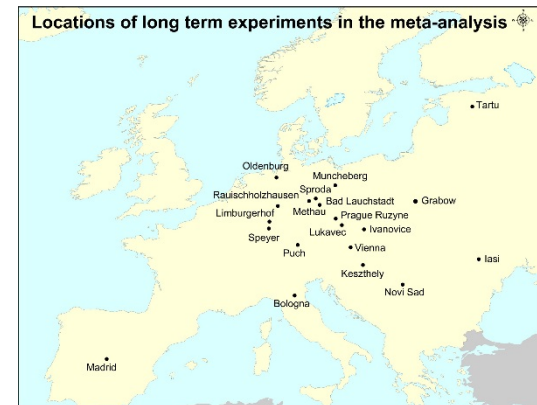 Locations of long term experiments in the meta-analysis
Tartu
Oldenburg
Muncheberg
Rauischholzhausen
Sproda
Bad Lauchstadt
Grabow
Limburgerhof
Methau
Prague Ruzyne
Lukavec
Ivanovice
Speyer
Puch
Vienna
Iasi
Keszthely
Novi Sad
Bologna
Madrid